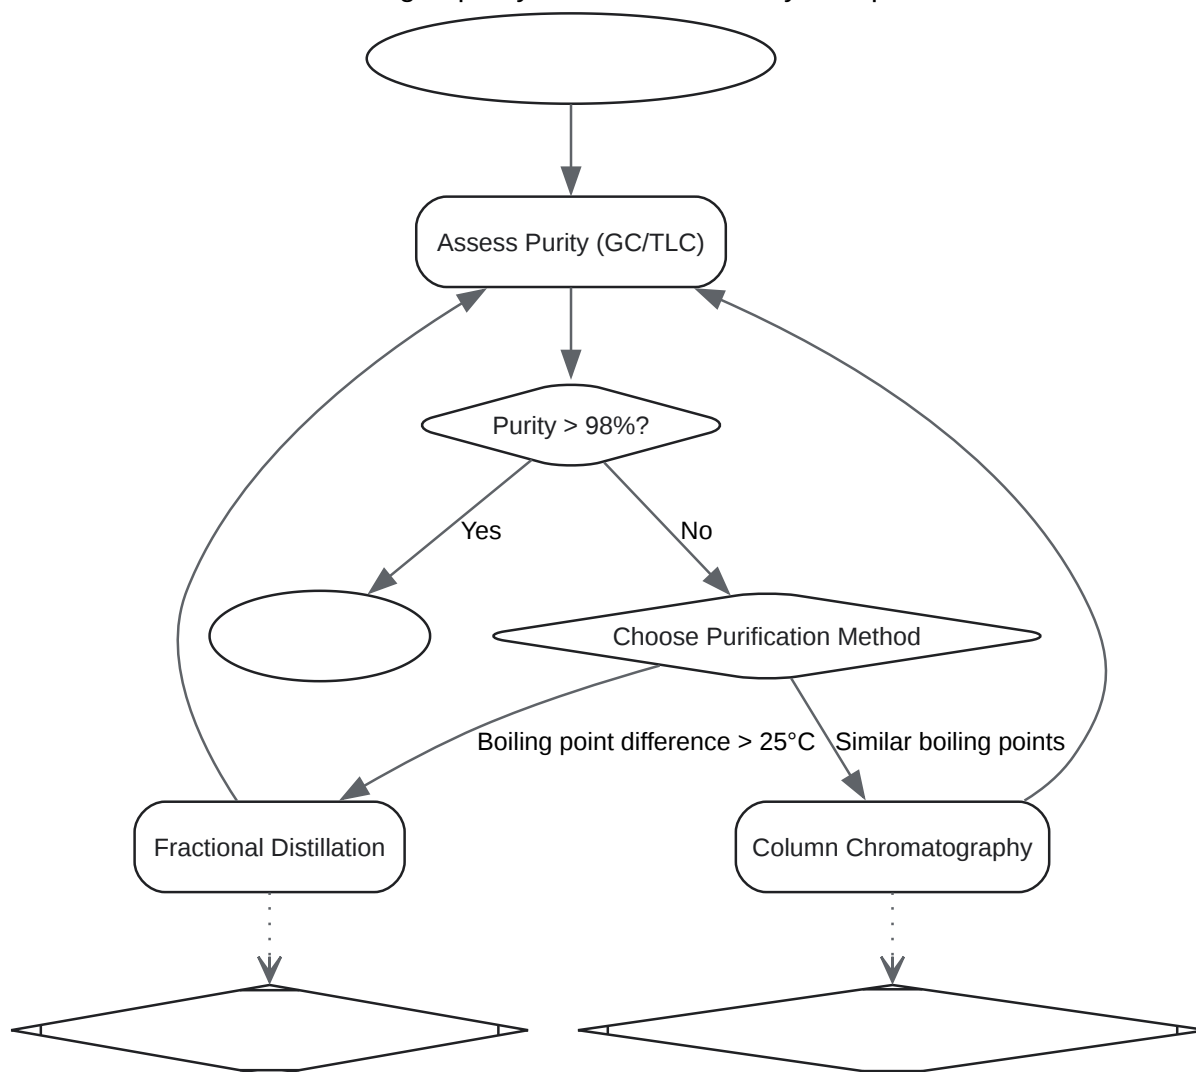 Assess Purity (GC/TLC)
Purity > 98%?
Yes
No
Choose Purification Method
Boiling point difference > 25°C
Similar boiling points
Fractional Distillation
Column Chromatography